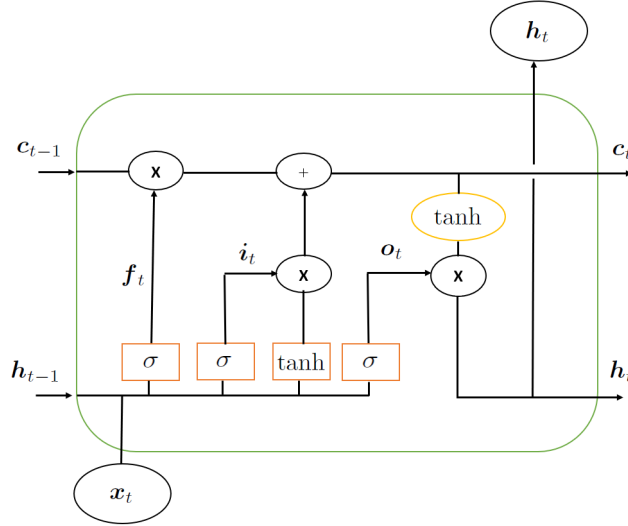 h_t
c_{t-1}
c_t
x
+
tanh
f_t
i_t
x
o_t
x
σ
σ
tanh
σ
h_{t-1}
h_t
x_t